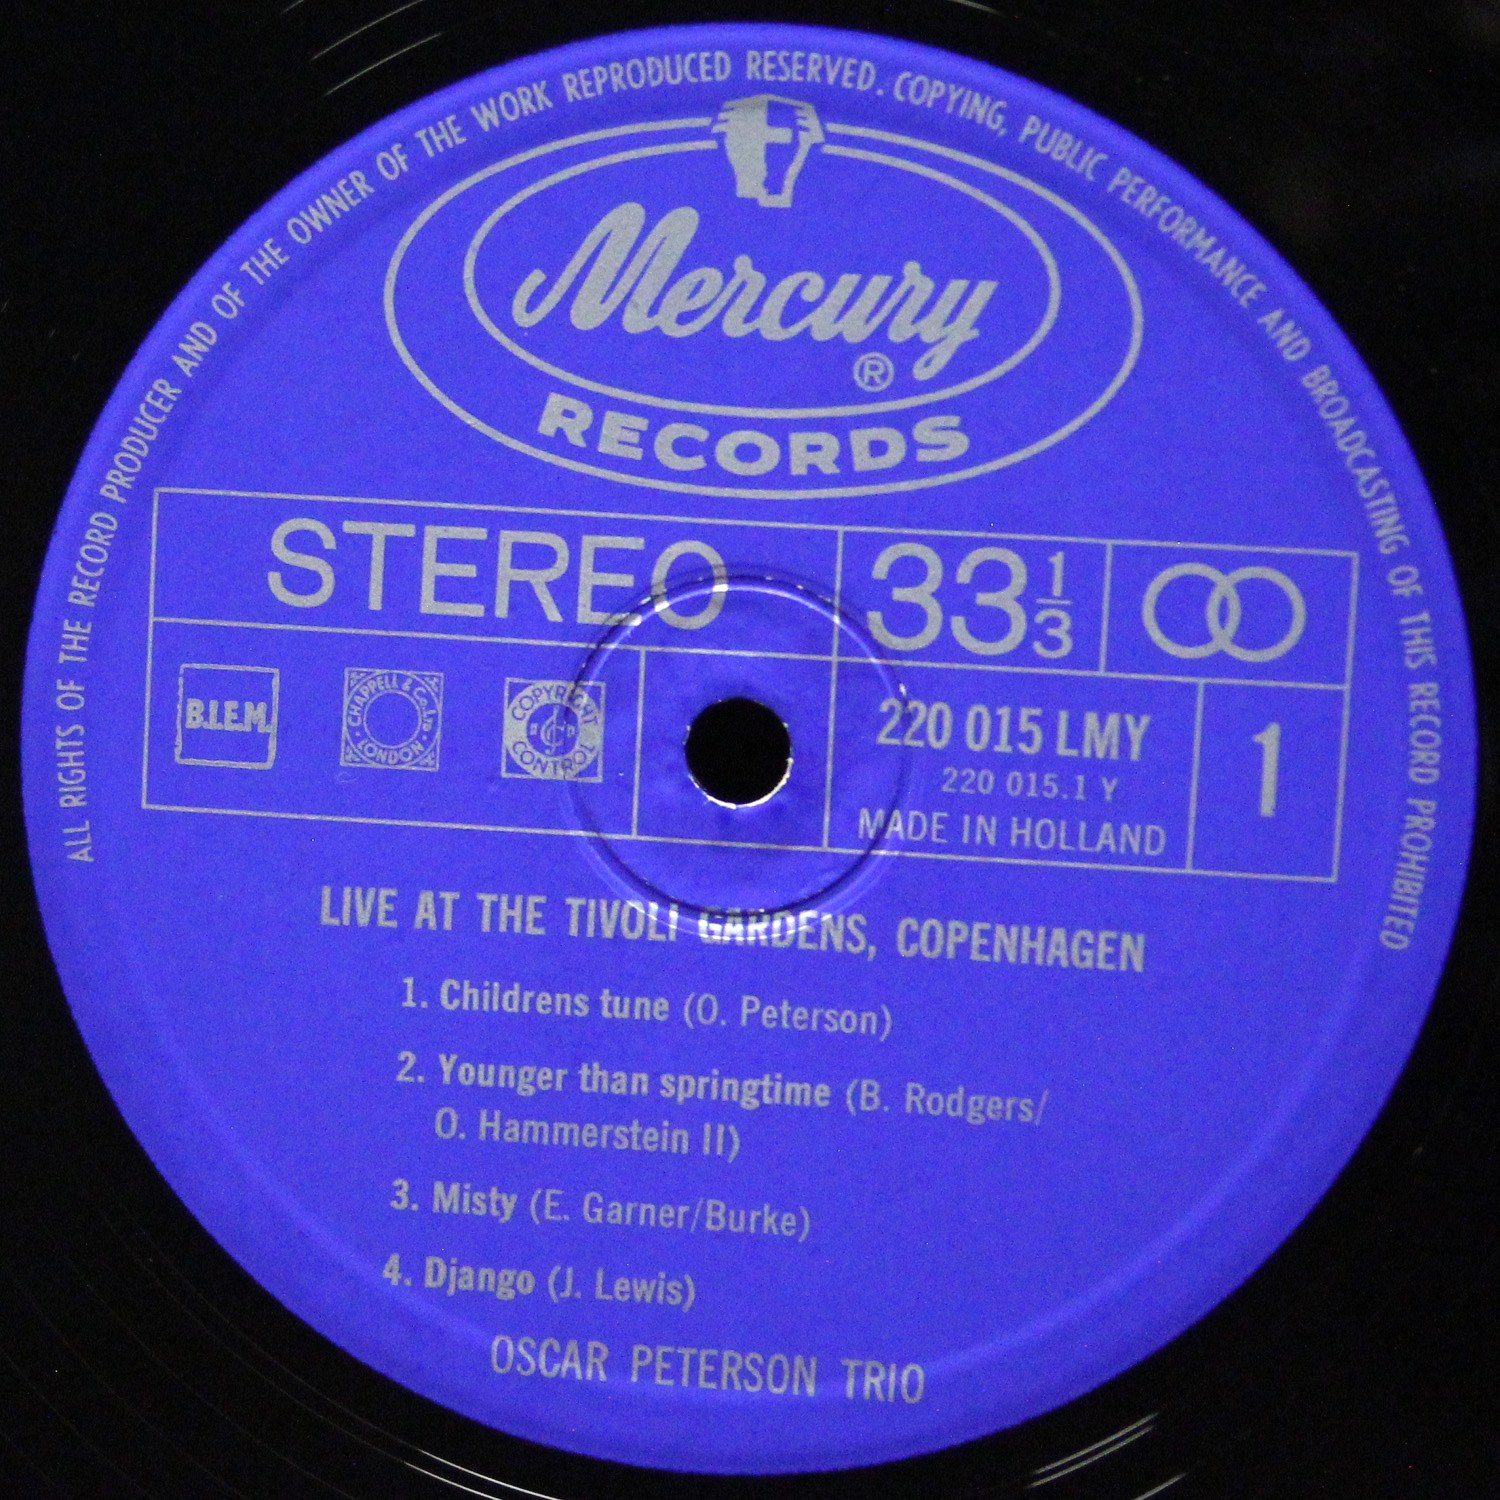 ALL RIGHTS OF THE RECORD PRODUCER AND OF THE OWNER OF THE WORK REPRODUCED RESERVED. COPYING, PUBLIC PERFORMANCE AND BROADCASTING OF THIS RECORD PROHIBITED
Mercury
®
RECORDS
STEREO
33 1/3
B.I.E.M.
CHAPPELL & Co. LTD
LONDON
COPYRIGHT
CONTROL
220 015 LMY
220 015.1 Y
MADE IN HOLLAND
1
LIVE AT THE TIVOLI GARDENS, COPENHAGEN
1. Childrens tune (O. Peterson)
2. Younger than springtime (B. Rodgers/
O. Hammerstein II)
3. Misty (E. Garner/Burke)
4. Django (J. Lewis)
OSCAR PETERSON TRIO